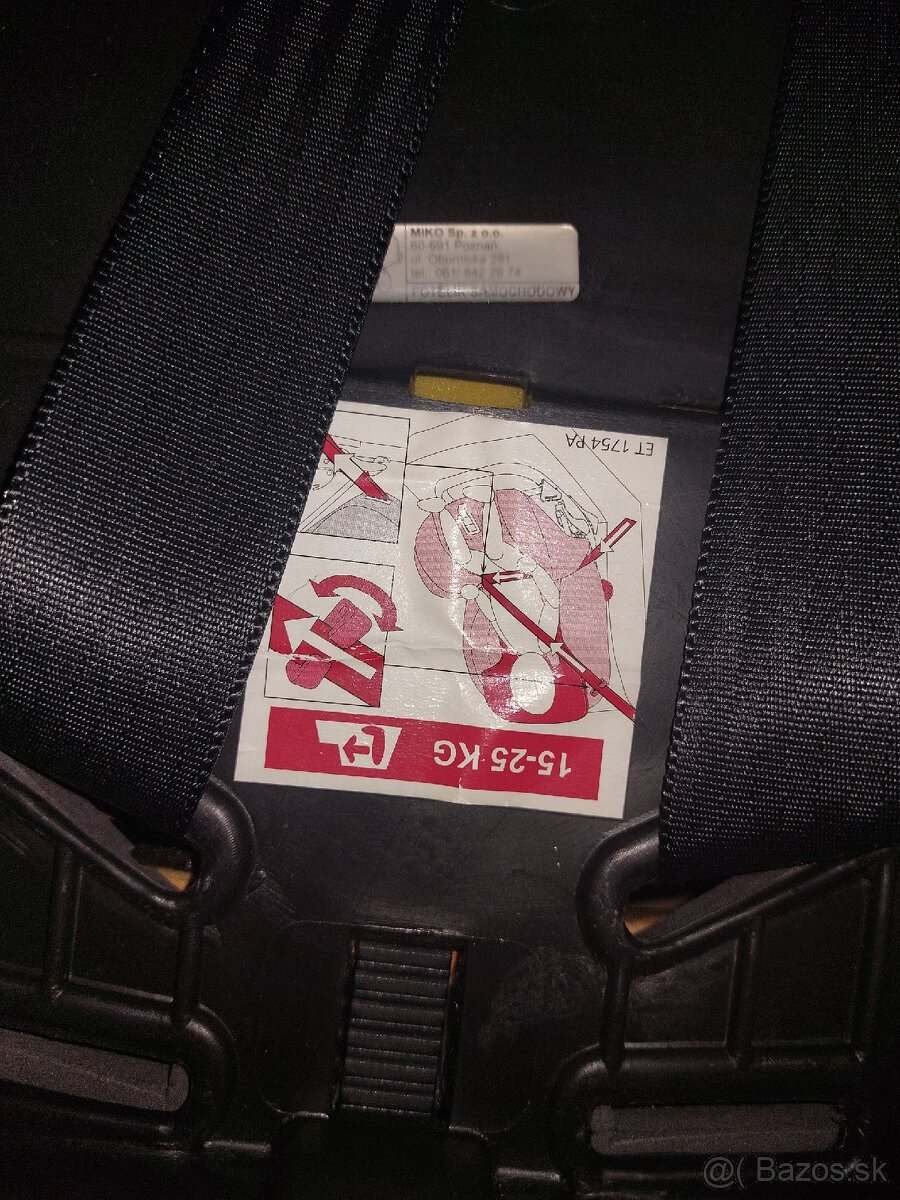 MIKO Sp. z o.o.
60-691 Poznań
ul. Obornicka 281
tel. 061/ 842 29 74
FOTELIK SAMOCHODOWY
ET 1754 PA
15-25 KG
@( Bazos.sk